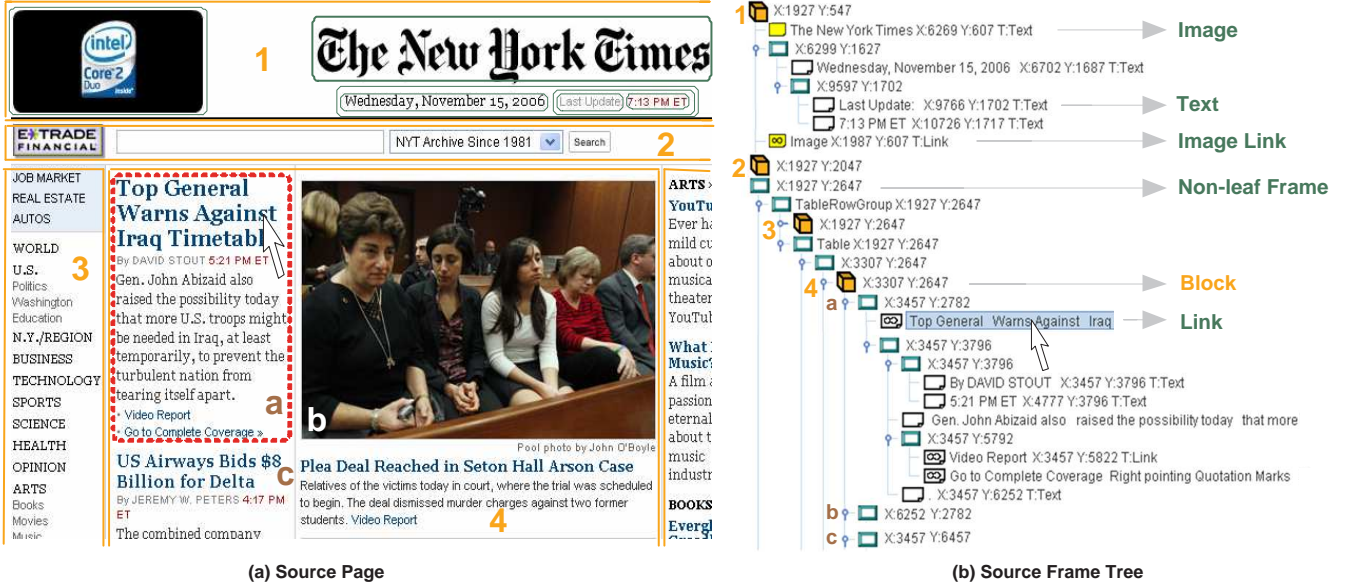 intel
Core 2
Duo
inside
1
The New York Times
Wednesday, November 15, 2006
Last Update:
7:13 PM ET
E*TRADE
FINANCIAL
NYT Archive Since 1981
Search
2
JOB MARKET
REAL ESTATE
AUTOS
WORLD
U.S.
Politics
Washington
Education
N.Y./REGION
BUSINESS
TECHNOLOGY
SPORTS
SCIENCE
HEALTH
OPINION
ARTS
Books
Movies
Music
3
Top General
Warns Against
Iraq Timetabl
By DAVID STOUT 5:21 PM ET
Gen. John Abizaid also
raised the possibility today
that more U.S. troops might
be needed in Iraq, at least
temporarily, to prevent the
turbulent nation from
tearing itself apart.
a
· Video Report
· Go to Complete Coverage »
US Airways Bids $8
Billion for Delta
c
By JEREMY W. PETERS 4:17 PM
ET
The combined company
b
Pool photo by John O'Boyle
Plea Deal Reached in Seton Hall Arson Case
Relatives of the victims today in court, where the trial was scheduled
to begin. The deal dismissed murder charges against two former
students. Video Report
4
ARTS ›
YouTu
Ever ha
mild cu
about o
musica
theater
YouTub
What I
Music?
A film a
passion
eternal
about t
music
industr
BOOKS
Evergl
(a) Source Page
1 X:1927 Y:547
The New York Times X:6269 Y:607 T:Text
Image
X:6299 Y:1627
Wednesday, November 15, 2006 X:6702 Y:1687 T:Text
X:9597 Y:1702
Last Update: X:9766 Y:1702 T:Text
Text
7:13 PM ET X:10726 Y:1717 T:Text
Image X:1987 Y:607 T:Link
Image Link
2 X:1927 Y:2047
X:1927 Y:2647
Non-leaf Frame
TableRowGroup X:1927 Y:2647
3 X:1927 Y:2647
Table X:1927 Y:2647
X:3307 Y:2647
4 X:3307 Y:2647
Block
a X:3457 Y:2782
Top General Warns Against Iraq
Link
X:3457 Y:3796
X:3457 Y:3796
By DAVID STOUT X:3457 Y:3796 T:Text
5:21 PM ET X:4777 Y:3796 T:Text
Gen. John Abizaid also raised the possibility today that more
X:3457 Y:5792
Video Report X:3457 Y:5822 T:Link
Go to Complete Coverage Right pointing Quotation Marks
. X:3457 Y:6252 T:Text
b X:6252 Y:2782
c X:3457 Y:6457
(b) Source Frame Tree